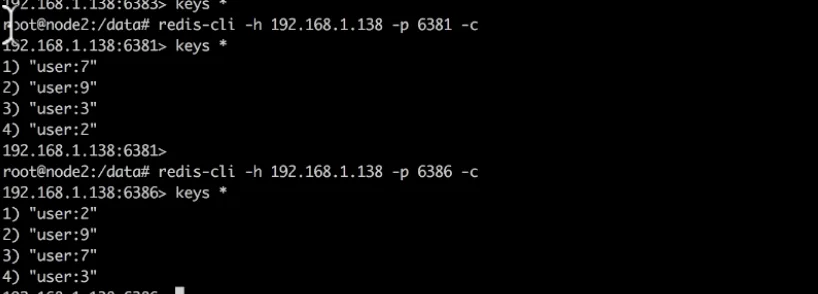 192.168.1.138:6383> keys *
root@node2:/data# redis-cli -h 192.168.1.138 -p 6381 -c
192.168.1.138:6381> keys *
1) "user:7"
2) "user:9"
3) "user:3"
4) "user:2"
192.168.1.138:6381>
root@node2:/data# redis-cli -h 192.168.1.138 -p 6386 -c
192.168.1.138:6386> keys *
1) "user:2"
2) "user:9"
3) "user:7"
4) "user:3"
192.168.1.138:6386>